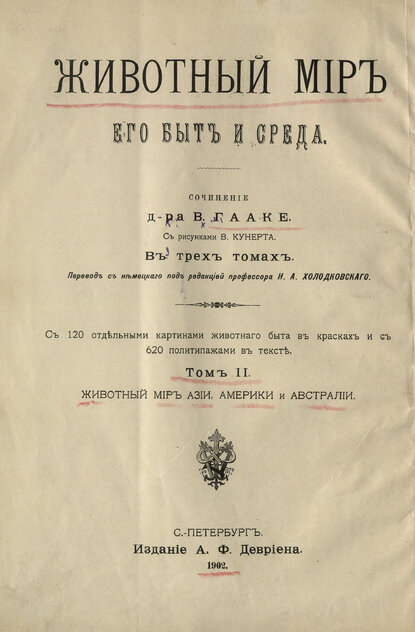 ЖИВОТНЫЙ МІРЪ
ЕГО БЫТЪ И СРЕДА.
СОЧИНЕНІЕ
Д-ра В. ГААКЕ.
Съ рисунками В. КУНЕРТА.
Въ трехъ томахъ.
Переводъ съ нѣмецкаго подъ редакціей профессора Н. А. ХОЛОДКОВСКАГО.
Съ 120 отдѣльными картинами животнаго быта въ краскахъ и съ
620 политипажами въ текстѣ.
Томъ II.
ЖИВОТНЫЙ МІРЪ АЗІИ, АМЕРИКИ и АВСТРАЛІИ.
С.-ПЕТЕРБУРГЪ.
Изданіе А. Ф. Девріена.
1902.